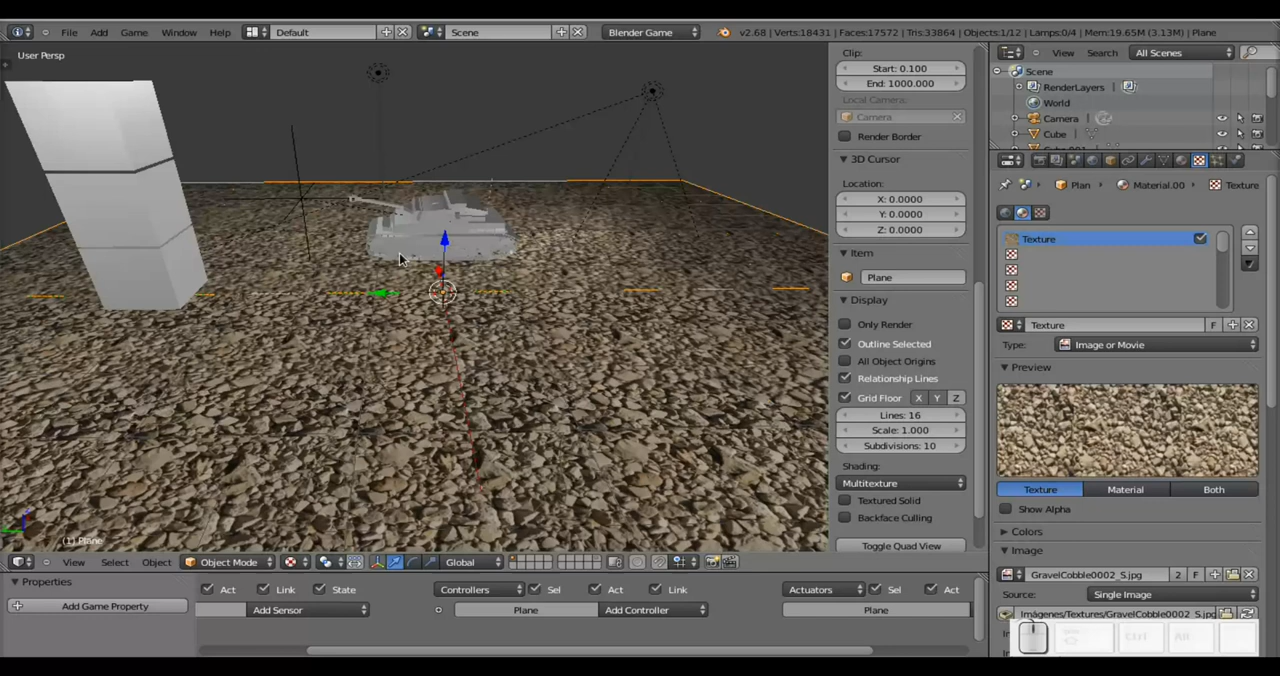 File Add Game Window Help Default Scene Blender Game v2.68 | Verts:18431 | Faces:17572 | Tris:33864 | Objects:1/12 | Lamps:0/4 | Mem:19.65M (3.13M) | Plane
User Persp
(1) Plane
View Select Object Object Mode Global
Clip:
Start: 0.100
End: 1000.000
Local Camera:
Camera
Render Border
3D Cursor
Location:
X: 0.0000
Y: 0.0000
Z: 0.0000
Item
Plane
Display
Only Render
Outline Selected
All Object Origins
Relationship Lines
Grid Floor X Y Z
Lines: 16
Scale: 1.000
Subdivisions: 10
Shading:
Multitexture
Textured Solid
Backface Culling
Toggle Quad View
View Search All Scenes
Scene
RenderLayers
World
Camera
Cube
Plan Material.00 Texture
Texture
Texture F
Type: Image or Movie
Preview
Texture Material Both
Show Alpha
Colors
Image
GravelCobble0002_S.jpg 2 F
Source: Single Image
Imágenes/Textures/GravelCobble0002_S.jpg
Ctrl Alt
Properties
Add Game Property
Act Link State
Add Sensor
Controllers Sel Act Link
Plane Add Controller
Actuators Sel Act
Plane